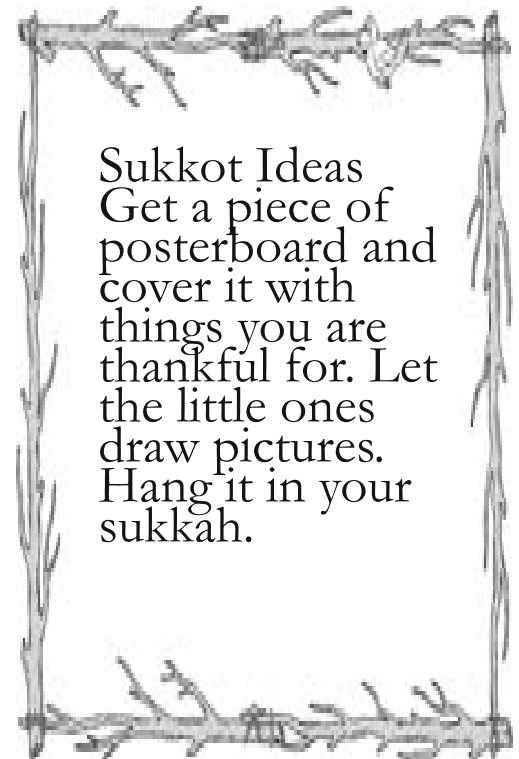 Sukkot Ideas
Get a piece of
posterboard and
cover it with
things you are
thankful for. Let
the little ones
draw pictures.
Hang it in your
sukkah.